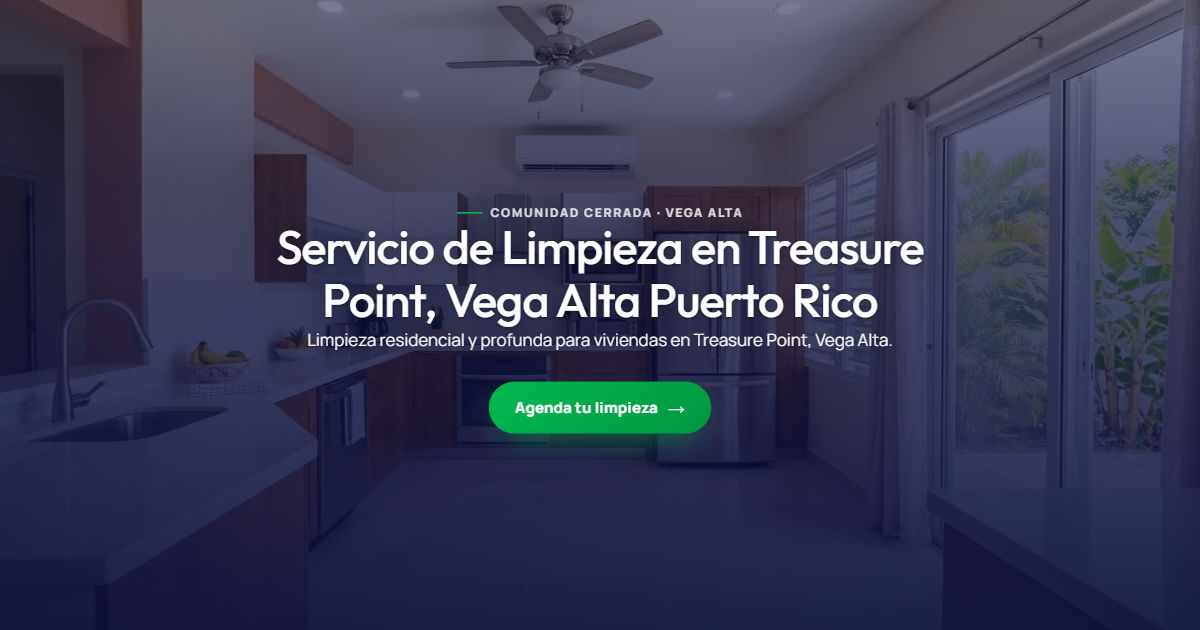 COMUNIDAD CERRADA · VEGA ALTA
Servicio de Limpieza en Treasure
Point, Vega Alta Puerto Rico
Limpieza residencial y profunda para viviendas en Treasure Point, Vega Alta.
Agenda tu limpieza →